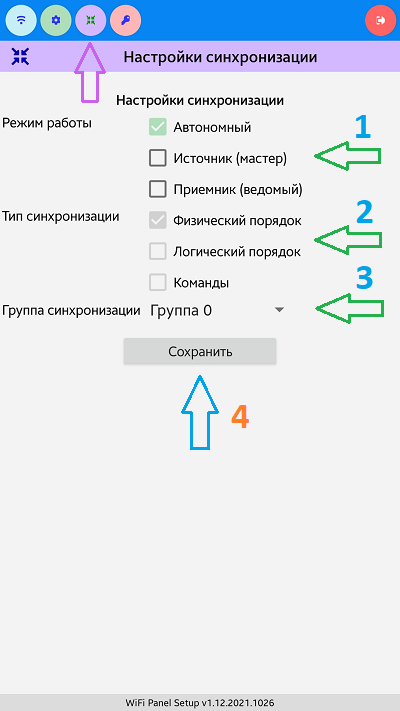 Настройки синхронизации
Настройки синхронизации
Режим работы
Автономный
1
Источник (мастер)
Приемник (ведомый)
Тип синхронизации
Физический порядок
2
Логический порядок
Команды
3
Группа синхронизации Группа 0
Сохранить
4
WiFi Panel Setup v1.12.2021.1026